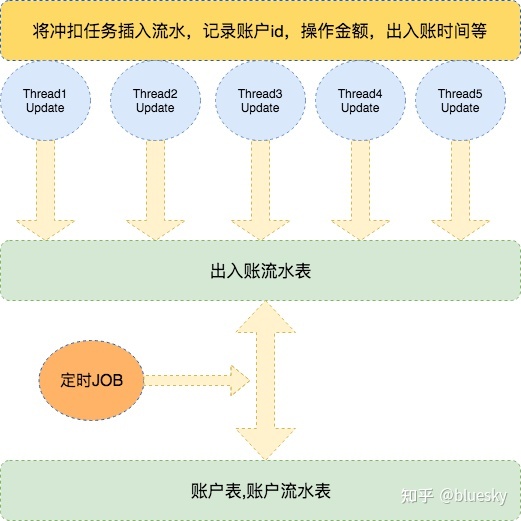 将冲扣任务插入流水，记录账户id，操作金额，出入账时间等
Thread1
Update
Thread2
Update
Thread3
Update
Thread4
Update
Thread5
Update
出入账流水表
定时JOB
账户表,账户流水表
知乎 @bluesky